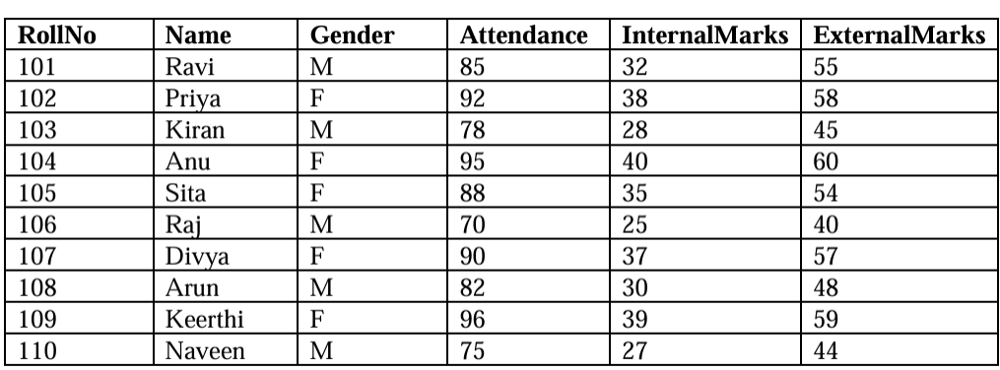 RollNo Name Gender Attendance InternalMarks ExternalMarks
101 Ravi M 85 32 55
102 Priya F 92 38 58
103 Kiran M 78 28 45
104 Anu F 95 40 60
105 Sita F 88 35 54
106 Raj M 70 25 40
107 Divya F 90 37 57
108 Arun M 82 30 48
109 Keerthi F 96 39 59
110 Naveen M 75 27 44